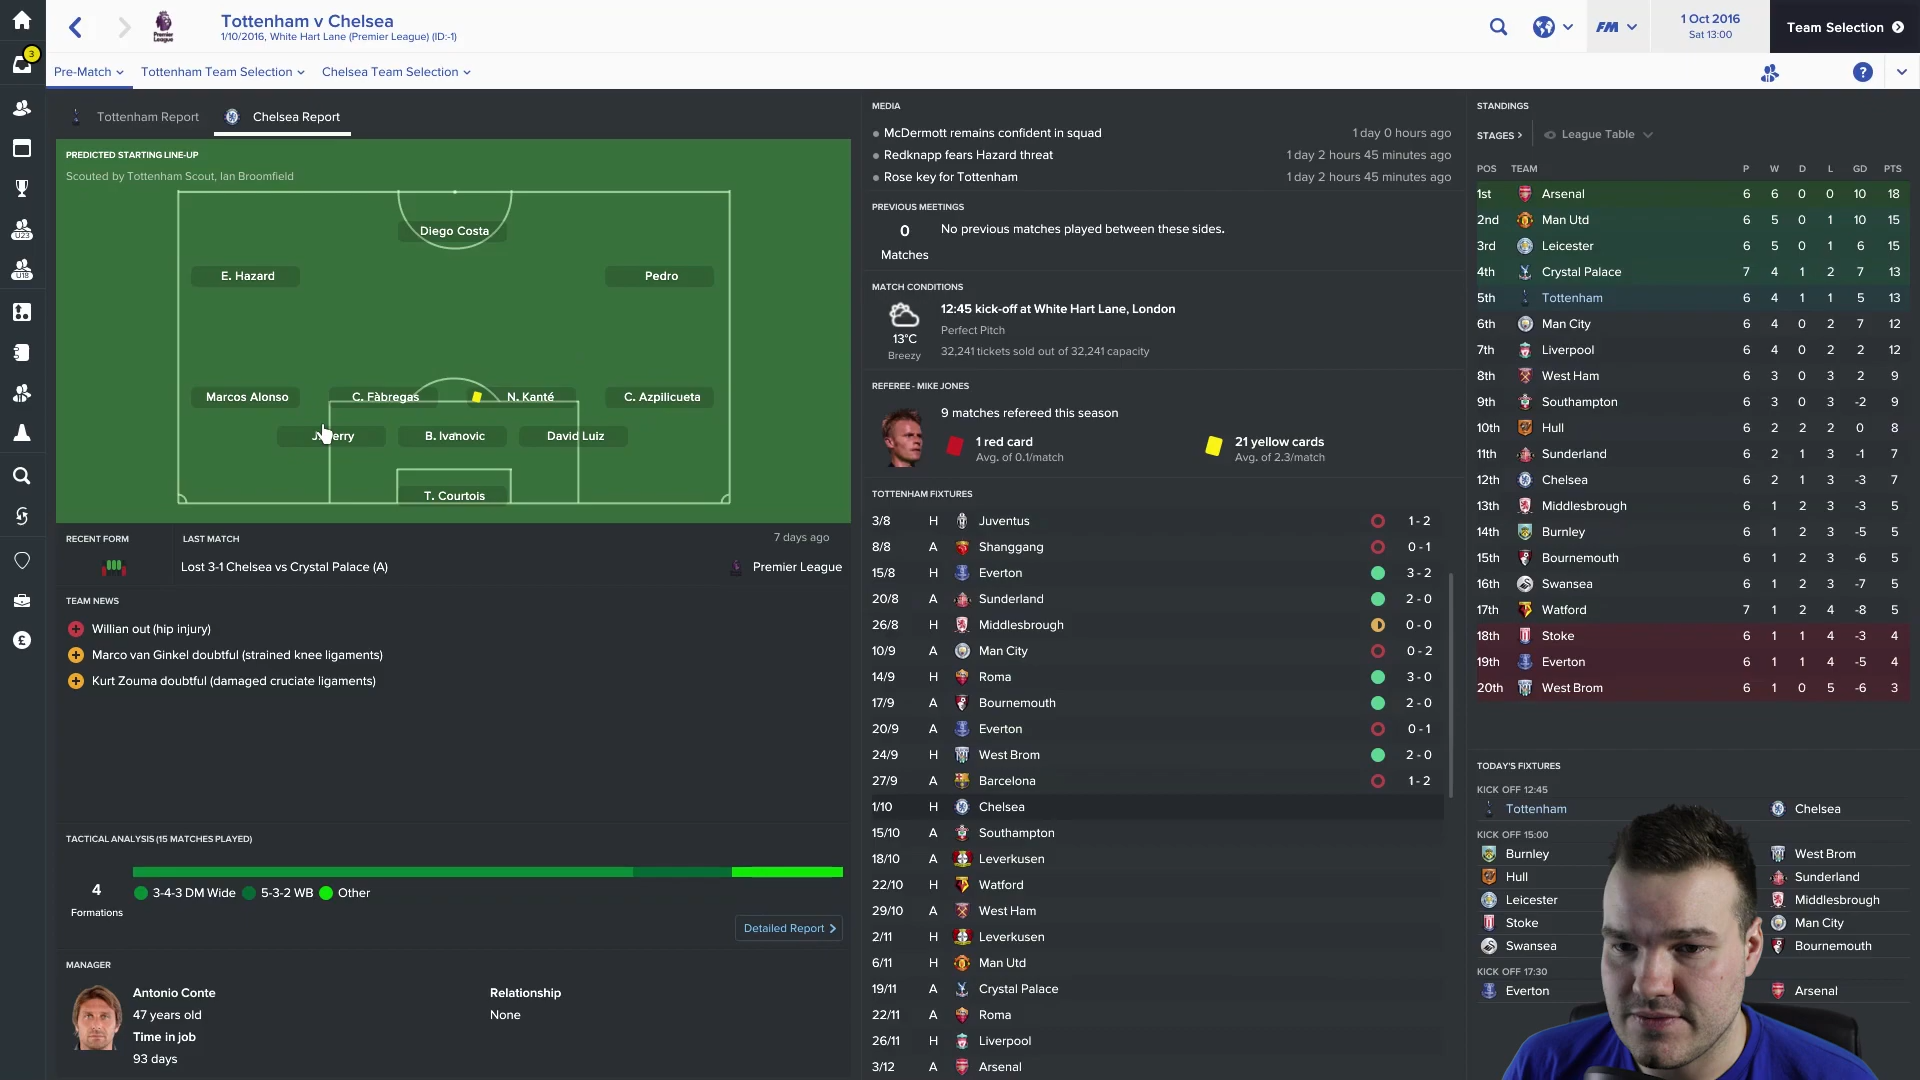 3
Tottenham v Chelsea
1/10/2016, White Hart Lane (Premier League) (ID:-1)
FM
1 Oct 2016
Sat 13:00
Team Selection
Pre-Match
Tottenham Team Selection
Chelsea Team Selection
?
U23
U18
£
Tottenham Report
Chelsea Report
PREDICTED STARTING LINE-UP
Scouted by Tottenham Scout, Ian Broomfield
Diego Costa
E. Hazard
Pedro
Marcos Alonso
C. Fàbregas
N. Kanté
C. Azpilicueta
B. Ivanovic
David Luiz
T. Courtois
RECENT FORM
LAST MATCH
7 days ago
Lost 3-1 Chelsea vs Crystal Palace (A)
Premier League
TEAM NEWS
Willian out (hip injury)
Marco van Ginkel doubtful (strained knee ligaments)
Kurt Zouma doubtful (damaged cruciate ligaments)
TACTICAL ANALYSIS (15 MATCHES PLAYED)
4
Formations
3-4-3 DM Wide
5-3-2 WB
Other
Detailed Report
MANAGER
Antonio Conte
47 years old
Time in job
93 days
Relationship
None
MEDIA
McDermott remains confident in squad 1 day 0 hours ago
Redknapp fears Hazard threat 1 day 2 hours 45 minutes ago
Rose key for Tottenham 1 day 2 hours 45 minutes ago
PREVIOUS MEETINGS
0
Matches
No previous matches played between these sides.
MATCH CONDITIONS
13°C
Breezy
12:45 kick-off at White Hart Lane, London
Perfect Pitch
32,241 tickets sold out of 32,241 capacity
REFEREE - MIKE JONES
9 matches refereed this season
1 red card
Avg. of 0.1/match
21 yellow cards
Avg. of 2.3/match
TOTTENHAM FIXTURES
3/8 H Juventus 1 - 2
8/8 A Shanggang 0 - 1
15/8 H Everton 3 - 2
20/8 A Sunderland 2 - 0
26/8 H Middlesbrough 0 - 0
10/9 A Man City 0 - 2
14/9 H Roma 3 - 0
17/9 A Bournemouth 2 - 0
20/9 A Everton 0 - 1
24/9 H West Brom 2 - 0
27/9 A Barcelona 1 - 2
1/10 H Chelsea
15/10 A Southampton
18/10 A Leverkusen
22/10 H Watford
29/10 A West Ham
2/11 H Leverkusen
6/11 H Man Utd
19/11 A Crystal Palace
22/11 A Roma
26/11 H Liverpool
3/12 A Arsenal
STANDINGS
STAGES > League Table
POS TEAM P W D L GD PTS
1st Arsenal 6 6 0 0 10 18
2nd Man Utd 6 5 0 1 10 15
3rd Leicester 6 5 0 1 6 15
4th Crystal Palace 7 4 1 2 7 13
5th Tottenham 6 4 1 1 5 13
6th Man City 6 4 0 2 7 12
7th Liverpool 6 4 0 2 2 12
8th West Ham 6 3 0 3 2 9
9th Southampton 6 3 0 3 -2 9
10th Hull 6 2 2 2 0 8
11th Sunderland 6 2 1 3 -1 7
12th Chelsea 6 2 1 3 -3 7
13th Middlesbrough 6 1 2 3 -3 5
14th Burnley 6 1 2 3 -5 5
15th Bournemouth 6 1 2 3 -6 5
16th Swansea 6 1 2 3 -7 5
17th Watford 7 1 2 4 -8 5
18th Stoke 6 1 1 4 -3 4
19th Everton 6 1 1 4 -5 4
20th West Brom 6 1 0 5 -6 3
TODAY'S FIXTURES
KICK OFF 12:45
Tottenham Chelsea
KICK OFF 15:00
Burnley West Brom
Hull Sunderland
Leicester Middlesbrough
Stoke Man City
Swansea Bournemouth
KICK OFF 17:30
Everton Arsenal